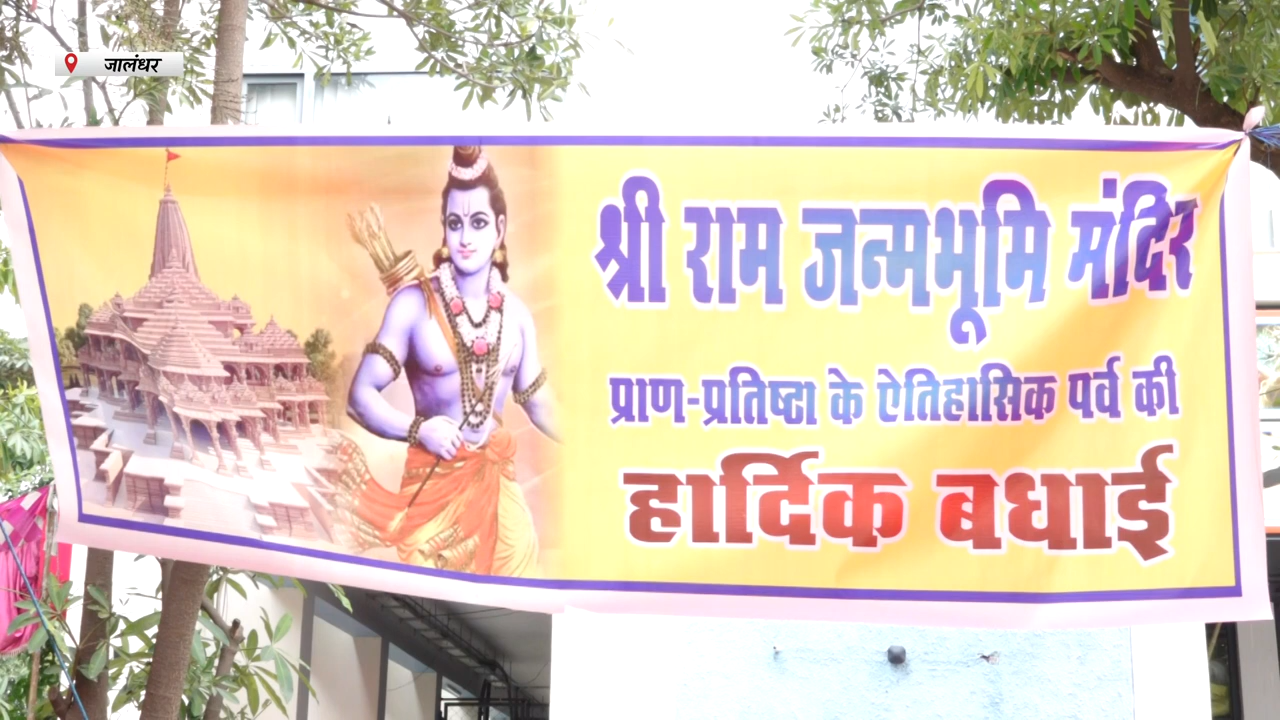 जालंधर
श्री राम जन्मभूमि मंदिर
प्राण-प्रतिष्टा के ऐतिहासिक पर्व की
हार्दिक बधाई